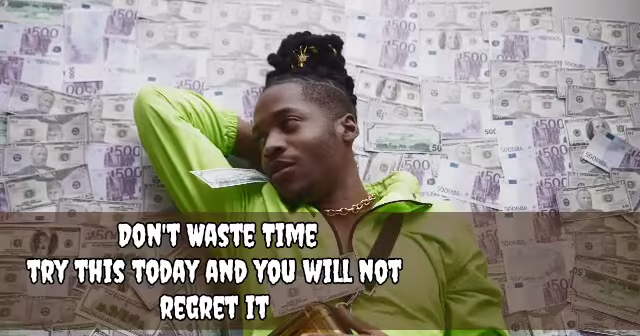 DON'T WASTE TIME
TRY THIS TODAY AND YOU WILL NOT
REGRET IT